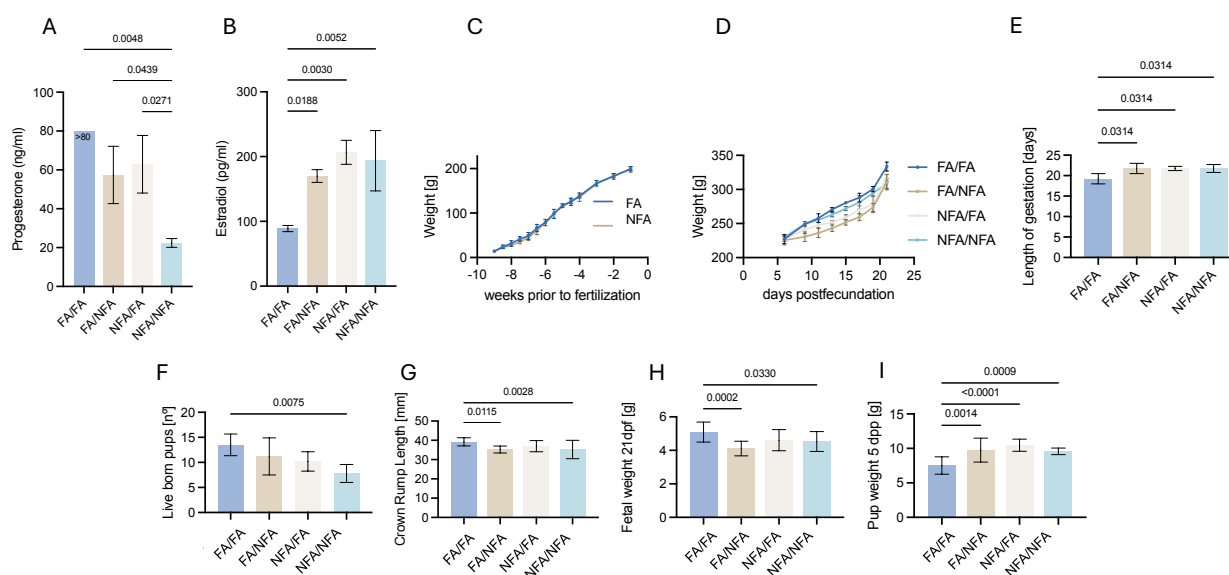 A
0.0048
0.0439
0.0271
Progesterone (ng/ml)
100
80
60
40
20
0
>80
FA/FA
FA/NFA
NFA/FA
NFA/NFA
B
0.0052
0.0030
0.0188
Estradiol (pg/ml)
300
200
100
0
FA/FA
FA/NFA
NFA/FA
NFA/NFA
C
Weight [g]
200
100
0
-10
-8
-6
-4
-2
0
weeks prior to fertilization
FA
NFA
D
Weight [g]
350
300
250
200
0
5
10
15
20
25
days postfecundation
FA/FA
FA/NFA
NFA/FA
NFA/NFA
E
0.0314
0.0314
0.0314
Length of gestation [days]
25
20
15
10
5
0
FA/FA
FA/NFA
NFA/FA
NFA/NFA
F
0.0075
Live born pups [nº]
20
15
10
5
0
FA/FA
FA/NFA
NFA/FA
NFA/NFA
G
0.0028
0.0115
Crown Rump Length [mm]
50
40
30
20
10
0
FA/FA
FA/NFA
NFA/FA
NFA/NFA
H
0.0330
0.0002
Fetal weight 21dpf [g]
6
4
2
0
FA/FA
FA/NFA
NFA/FA
NFA/NFA
I
0.0009
<0.0001
0.0014
Pup weight 5 dpp [g]
15
10
5
0
FA/FA
FA/NFA
NFA/FA
NFA/NFA